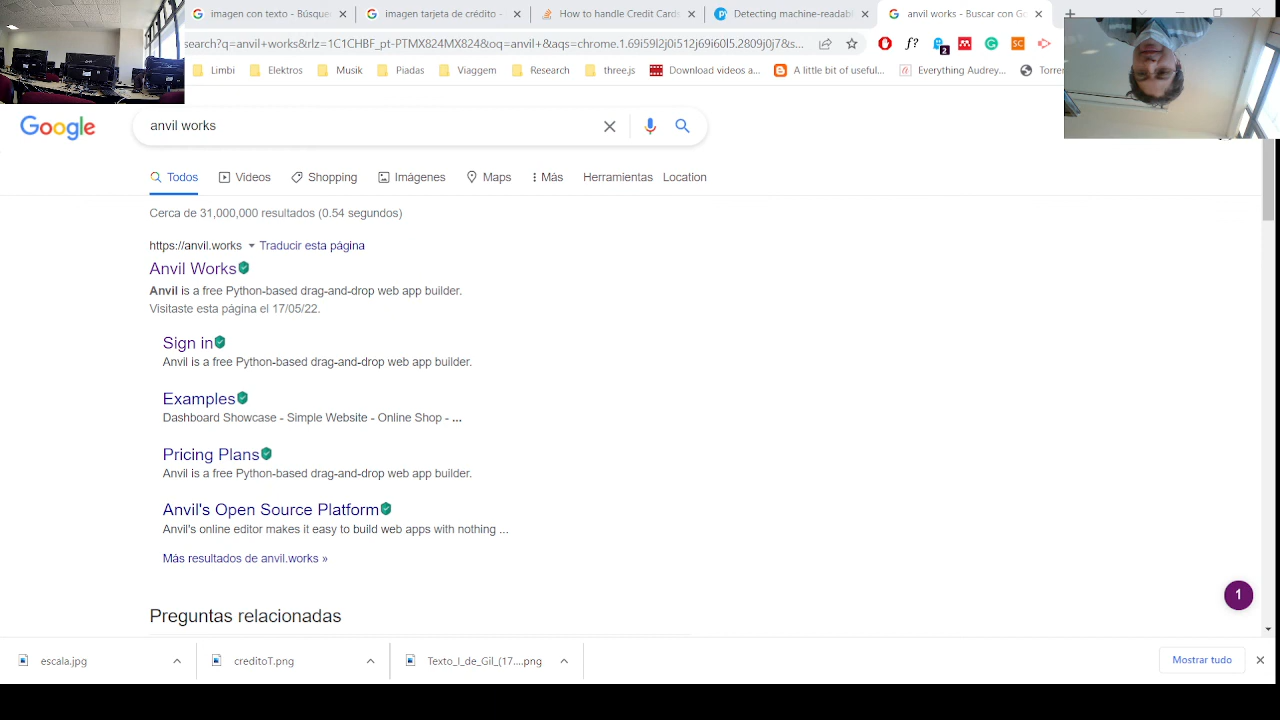 imagen con texto - Búsque
imagen tarjeta de crédito -
How to handle Credit Cards
Detecting machine-readabl
anvil works - Buscar con Go
search?q=anvil+works&rlz=1C1CHBF_pt-PTMX824MX824&oq=anvil+&aqs=chrome.1.69i59l2j0i512j69i60l5.2809j0j7&s...
Limbi
Elektros
Musik
Piadas
Viaggem
Research
three.js
Download videos a...
A little bit of useful...
Everything Audrey...
Torrer
Google
anvil works
Todos
Videos
Shopping
Imágenes
Maps
Más
Herramientas
Location
Cerca de 31,000,000 resultados (0.54 segundos)
https://anvil.works
Traducir esta página
Anvil Works
Anvil is a free Python-based drag-and-drop web app builder.
Visitaste esta página el 17/05/22.
Sign in
Anvil is a free Python-based drag-and-drop web app builder.
Examples
Dashboard Showcase - Simple Website - Online Shop - ...
Pricing Plans
Anvil is a free Python-based drag-and-drop web app builder.
Anvil's Open Source Platform
Anvil's online editor makes it easy to build web apps with nothing ...
Más resultados de anvil.works »
1
Preguntas relacionadas
escala.jpg
creditoT.png
Texto_I_de_Gil_(17....png
Mostrar tudo